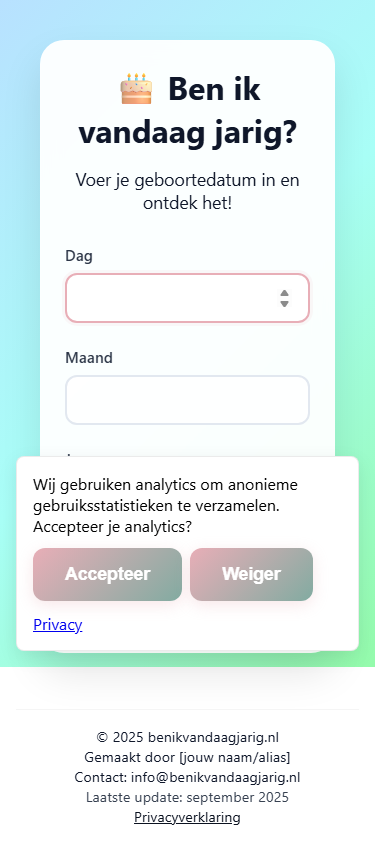 🎂 Ben ik
vandaag jarig?
Voer je geboortedatum in en
ontdek het!
Dag
Maand
Wij gebruiken analytics om anonieme
gebruiksstatistieken te verzamelen.
Accepteer je analytics?
Accepteer
Weiger
Privacy
© 2025 benikvandaagjarig.nl
Gemaakt door [jouw naam/alias]
Contact: info@benikvandaagjarig.nl
Laatste update: september 2025
Privacyverklaring